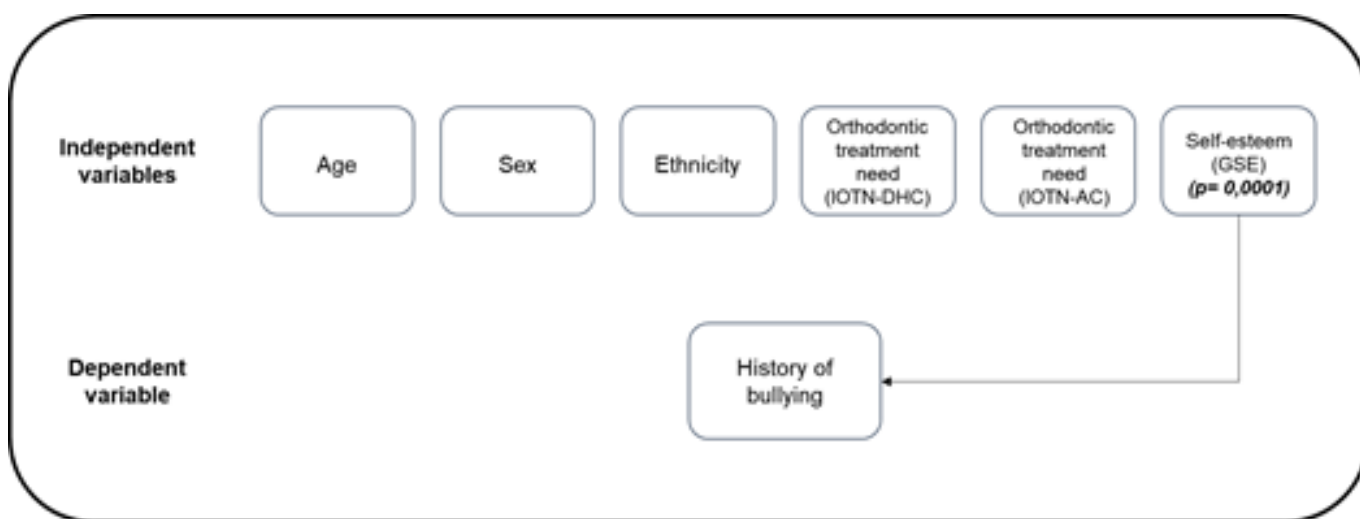 Independent
variables
Age
Sex
Ethnicity
Orthodontic
treatment
need
(IOTN-DHC)
Orthodontic
treatment
need
(IOTN-AC)
Self-esteem
(GSE)
(p= 0,0001)
Dependent
variable
History of
bullying